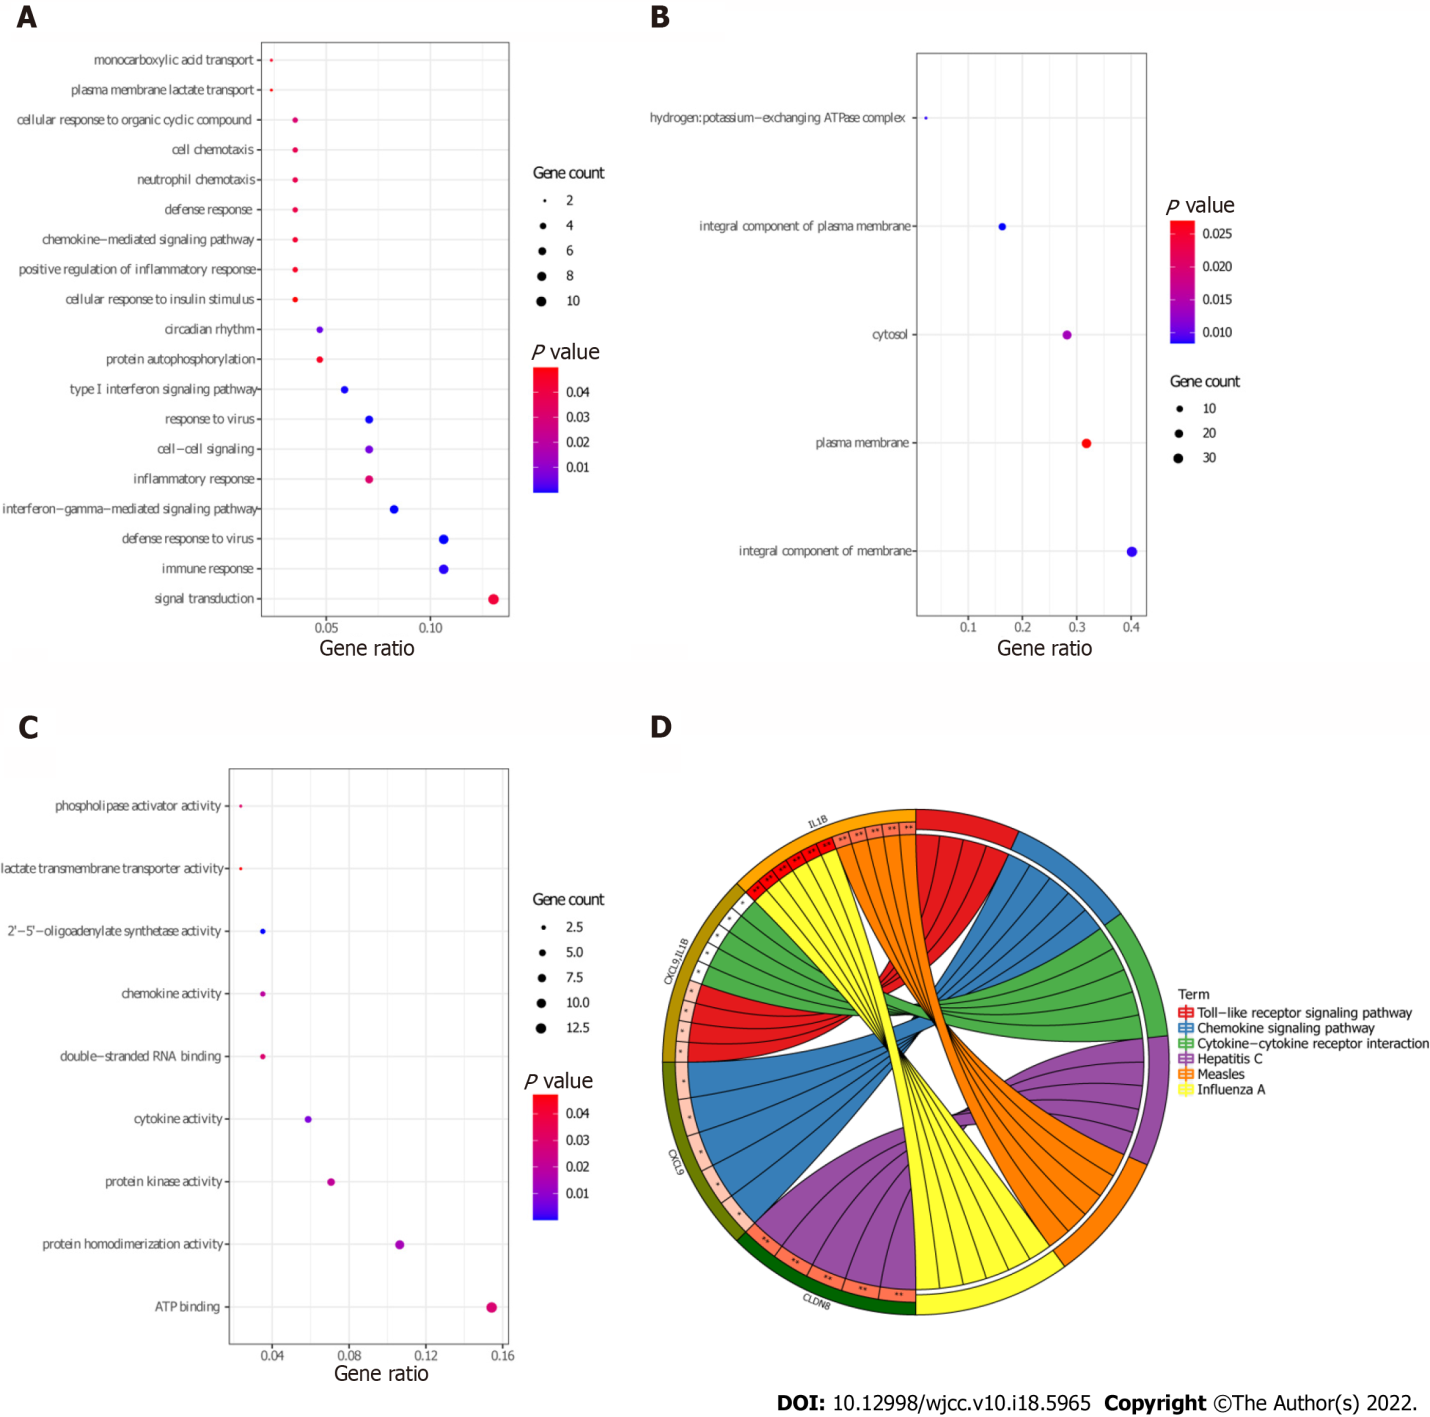 A
monocarboxylic acid transport
plasma membrane lactate transport
cellular response to organic cyclic compound
cell chemotaxis
neutrophil chemotaxis
defense response
chemokine−mediated signaling pathway
positive regulation of inflammatory response
cellular response to insulin stimulus
circadian rhythm
protein autophosphorylation
type I interferon signaling pathway
response to virus
cell−cell signaling
inflammatory response
interferon−gamma−mediated signaling pathway
defense response to virus
immune response
signal transduction
0.05 0.10
Gene ratio
Gene count
2
4
6
8
10
P value
0.04
0.03
0.02
0.01
B
hydrogen:potassium−exchanging ATPase complex
integral component of plasma membrane
cytosol
plasma membrane
integral component of membrane
0.1 0.2 0.3 0.4
Gene ratio
P value
0.025
0.020
0.015
0.010
Gene count
10
20
30
C
phospholipase activator activity
lactate transmembrane transporter activity
2'−5'−oligoadenylate synthetase activity
chemokine activity
double−stranded RNA binding
cytokine activity
protein kinase activity
protein homodimerization activity
ATP binding
0.04 0.08 0.12 0.16
Gene ratio
Gene count
2.5
5.0
7.5
10.0
12.5
P value
0.04
0.03
0.02
0.01
D
IL1B
CXCL9,IL1B
CXCL9
CLDN8
Term
Toll−like receptor signaling pathway
Chemokine signaling pathway
Cytokine−cytokine receptor interaction
Hepatitis C
Measles
Influenza A
DOI: 10.12998/wjcc.v10.i18.5965 Copyright ©The Author(s) 2022.